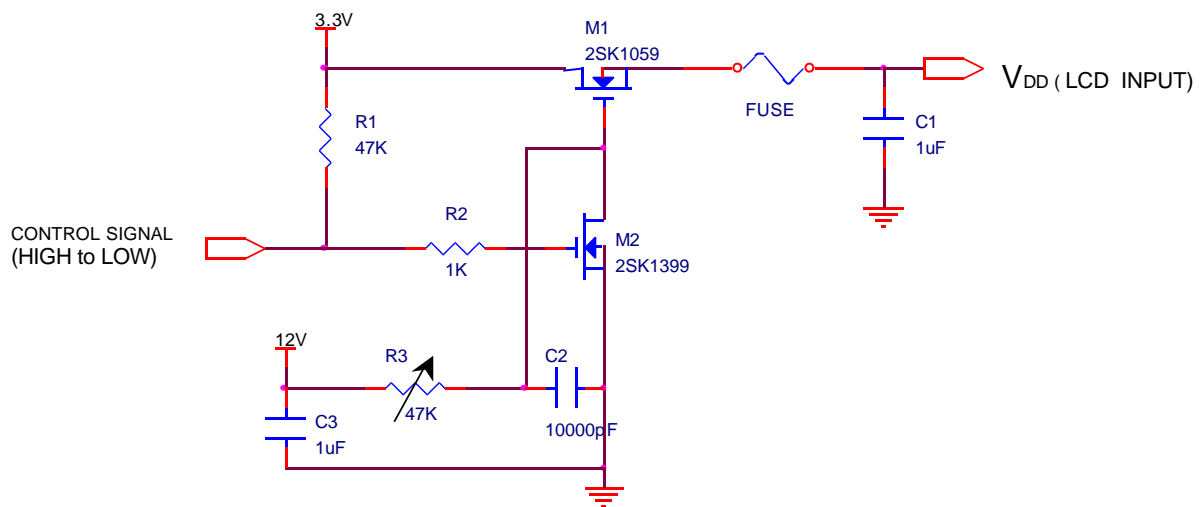 3.3V
M1
2SK1059
FUSE
VDD ( LCD INPUT)
R1
47K
C1
1uF
CONTROL SIGNAL
(HIGH to LOW)
R2
1K
M2
2SK1399
12V
R3
47K
C2
10000pF
C3
1uF